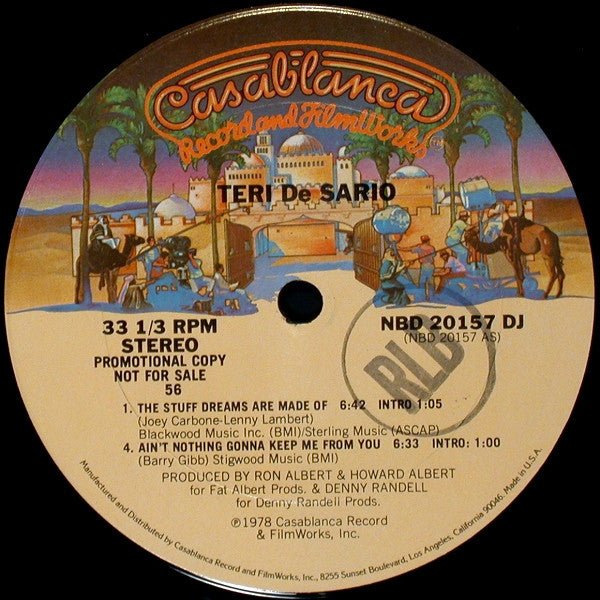 Casablanca
Record and FilmWorks
TERI De SARIO
33 1/3 RPM
STEREO
PROMOTIONAL COPY
NOT FOR SALE
56
NBD 20157 DJ
(NBD 20157 AS)
RLB
1. THE STUFF DREAMS ARE MADE OF 6:42 INTRO 1:05
(Joey Carbone-Lenny Lambert)
Blackwood Music Inc. (BMI)/Sterling Music (ASCAP)
4. AIN'T NOTHING GONNA KEEP ME FROM YOU 6:33 INTRO: 1:00
(Barry Gibb) Stigwood Music (BMI)
PRODUCED BY RON ALBERT & HOWARD ALBERT
for Fat Albert Prods. & DENNY RANDELL
for Denny Randell Prods.
℗1978 Casablanca Record
& FilmWorks, Inc.
Manufactured and Distributed by Casablanca Record and FilmWorks, Inc., 8255 Sunset Boulevard, Los Angeles, California 90046. Made in U.S.A.